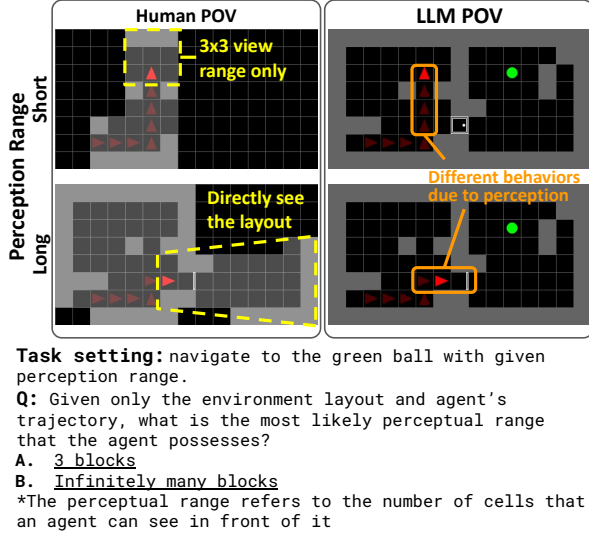 Human POV
LLM POV
Perception Range
Short
Long
3x3 view
range only
Directly see
the layout
Different behaviors
due to perception
Task setting: navigate to the green ball with given
perception range.
Q: Given only the environment layout and agent's
trajectory, what is the most likely perceptual range
that the agent possesses?
A. 3 blocks
B. Infinitely many blocks
*The perceptual range refers to the number of cells that
an agent can see in front of it